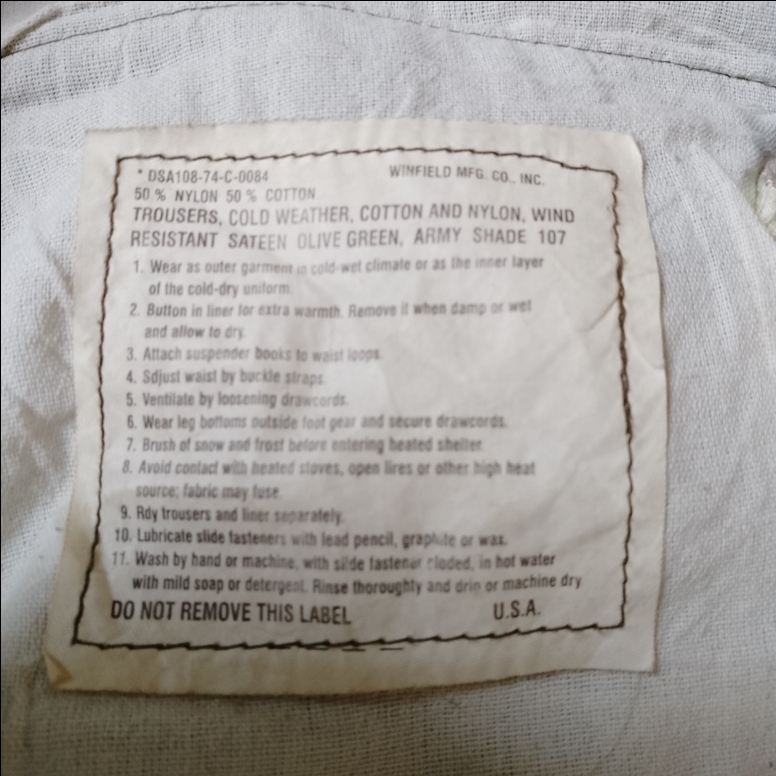 * DSA108-74-C-0084 WINFIELD MFG. CO., INC.
50 % NYLON 50 % COTTON
TROUSERS, COLD WEATHER, COTTON AND NYLON, WIND
RESISTANT SATEEN OLIVE GREEN, ARMY SHADE 107
1. Wear as outer garment in cold-wet climate or as the inner layer
of the cold-dry uniform.
2. Button in liner for extra warmth. Remove it when damp or wet
and allow to dry.
3. Attach suspender books to waist loops.
4. Sdjust waist by buckle straps.
5. Ventilate by loosening drawcords.
6. Wear leg bottoms outside foot gear and secure drawcords.
7. Brush of snow and frost before entering heated shelter.
8. Avoid contact with heated stoves, open lires or other high heat
source; fabric may fuse.
9. Rdy trousers and liner separately.
10. Lubricate slide fasteners with lead pencil, graphite or wax.
11. Wash by hand or machine, with slide fastener cloded, in hot water
with mild soap or detergent. Rinse thoroughty and drip or machine dry
DO NOT REMOVE THIS LABEL U.S.A.